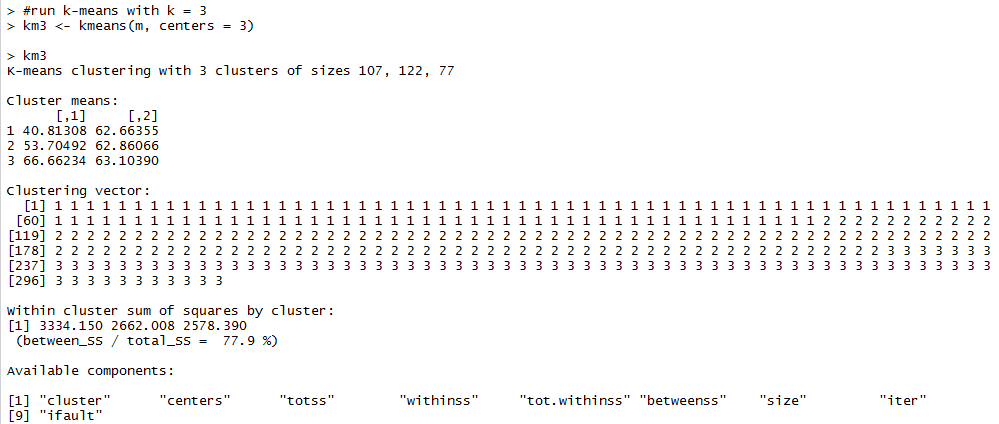 > #run k-means with k = 3
> km3 <- kmeans(m, centers = 3)
> km3
K-means clustering with 3 clusters of sizes 107, 122, 77
Cluster means:
[,1] [,2]
1 40.81308 62.66355
2 53.70492 62.86066
3 66.66234 63.10390
Clustering vector:
[1] 1 1 1 1 1 1 1 1 1 1 1 1 1 1 1 1 1 1 1 1 1 1 1 1 1 1 1 1 1 1 1 1 1 1 1 1 1 1 1 1 1 1 1 1 1 1 1 1 1 1 1 1 1 1 1 1 1 1 1
[60] 1 1 1 1 1 1 1 1 1 1 1 1 1 1 1 1 1 1 1 1 1 1 1 1 1 1 1 1 1 1 1 1 1 1 1 1 1 1 1 1 1 1 1 1 1 1 1 1 2 2 2 2 2 2 2 2 2 2 2
[119] 2 2 2 2 2 2 2 2 2 2 2 2 2 2 2 2 2 2 2 2 2 2 2 2 2 2 2 2 2 2 2 2 2 2 2 2 2 2 2 2 2 2 2 2 2 2 2 2 2 2 2 2 2 2 2 2 2 2 2
[178] 2 2 2 2 2 2 2 2 2 2 2 2 2 2 2 2 2 2 2 2 2 2 2 2 2 2 2 2 2 2 2 2 2 2 2 2 2 2 2 2 2 2 2 2 2 2 2 2 2 2 2 2 3 3 3 3 3 3 3
[237] 3 3 3 3 3 3 3 3 3 3 3 3 3 3 3 3 3 3 3 3 3 3 3 3 3 3 3 3 3 3 3 3 3 3 3 3 3 3 3 3 3 3 3 3 3 3 3 3 3 3 3 3 3 3 3 3 3 3 3
[296] 3 3 3 3 3 3 3 3 3 3 3
Within cluster sum of squares by cluster:
[1] 3334.150 2662.008 2578.390
(between_SS / total_SS = 77.9 %)
Available components:
[1] "cluster" "centers" "totss" "withinss" "tot.withinss" "betweenss" "size" "iter"
[9] "ifault"